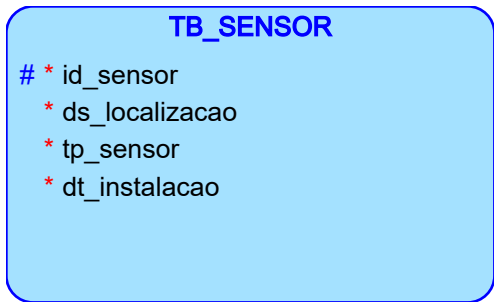 TB_SENSOR
# * id_sensor
* ds_localizacao
* tp_sensor
* dt_instalacao